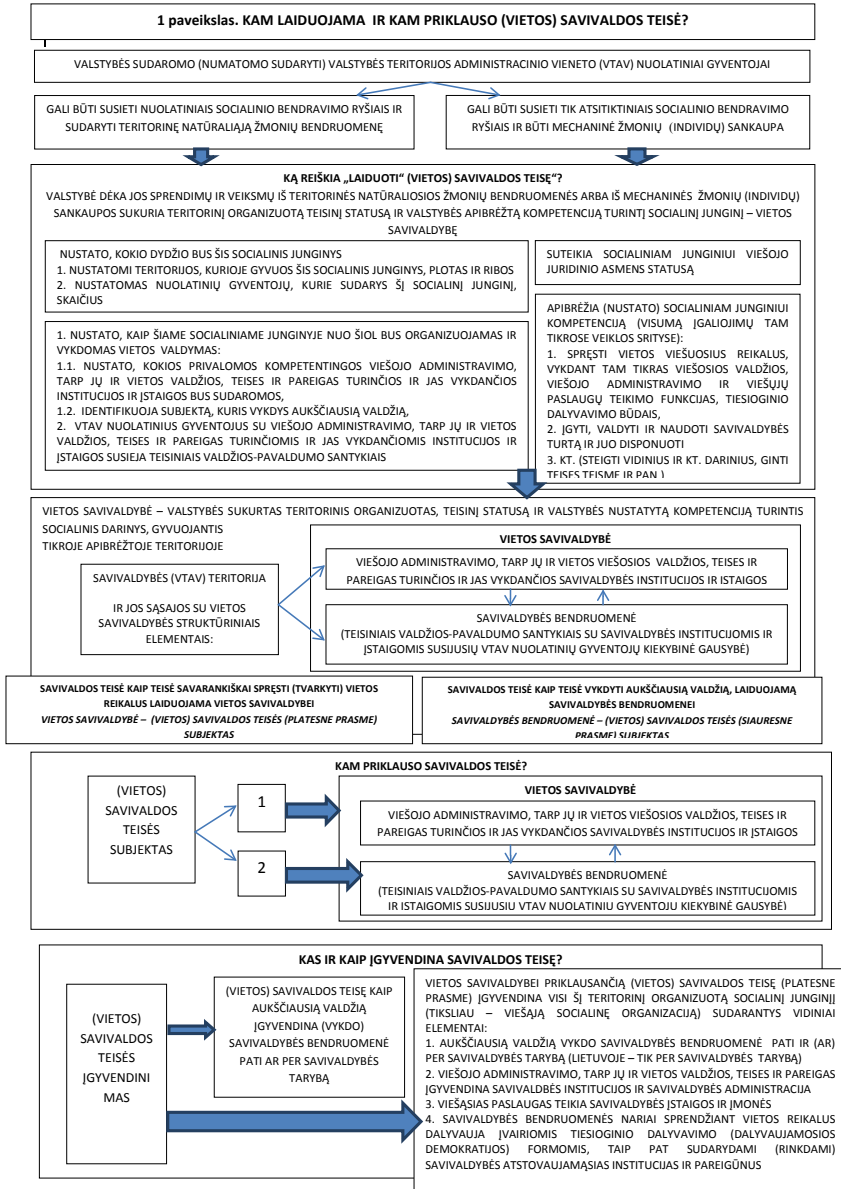 1 paveikslas. KAM LAIDUOJAMA IR KAM PRIKLAUSO (VIETOS) SAVIVALDOS TEISĖ?
VALSTYBĖS SUDAROMO (NUMATOMO SUDARYTI) VALSTYBĖS TERITORIJOS ADMINISTRACINIO VIENETO (VTAV) NUOLATINIAI GYVENTOJAI
GALI BŪTI SUSIETI NUOLATINIAIS SOCIALINIO BENDRAVIMO RYŠIAIS IR
SUDARYTI TERITORINĘ NATŪRALIĄJĄ ŽMONIŲ BENDRUOMENĘ
GALI BŪTI SUSIETI TIK ATSITIKTINIAIS SOCIALINIO BENDRAVIMO
RYŠIAIS IR BŪTI MECHANINĖ ŽMONIŲ (INDIVIDŲ) SANKAUPA
KĄ REIŠKIA „LAIDUOTI“ (VIETOS) SAVIVALDOS TEISĘ“?
VALSTYBĖ DĖKA JOS SPRENDIMŲ IR VEIKSMŲ IŠ TERITORINĖS NATŪRALIOSIOS ŽMONIŲ BENDRUOMENĖS ARBA IŠ MECHANINĖS ŽMONIŲ (INDIVIDŲ)
SANKAUPOS SUKURIA TERITORINĮ ORGANIZUOTĄ TEISINĮ STATUSĄ IR VALSTYBĖS APIBRĖŽTĄ KOMPETENCIJĄ TURINTĮ SOCIALINĮ JUNGINĮ – VIETOS
SAVIVALDYBĘ
NUSTATO, KOKIO DYDŽIO BUS ŠIS SOCIALINIS JUNGINYS
1. NUSTATOMI TERITORIJOS, KURIOJE GYVUOS ŠIS SOCIALINIS JUNGINYS, PLOTAS IR RIBOS
2. NUSTATOMAS NUOLATINIŲ GYVENTOJŲ, KURIE SUDARYS ŠĮ SOCIALINĮ JUNGINĮ,
SKAIČIUS
SUTEIKIA SOCIALINIAM JUNGINIUI VIEŠOJO
JURIDINIO ASMENS STATUSĄ
1. NUSTATO, KAIP ŠIAME SOCIALINIAME JUNGINYJE NUO ŠIOL BUS ORGANIZUOJAMAS IR
VYKDOMAS VIETOS VALDYMAS:
1.1. NUSTATO, KOKIOS PRIVALOMOS KOMPETENTINGOS VIEŠOJO ADMINISTRAVIMO,
TARP JŲ IR VIETOS VALDŽIOS, TEISES IR PAREIGAS TURINČIOS IR JAS VYKDANČIOS
INSTITUCIJOS IR ĮSTAIGOS BUS SUDAROMOS,
1.2. IDENTIFIKUOJA SUBJEKTĄ, KURIS VYKDYS AUKŠČIAUSIĄ VALDŽIĄ,
2. VTAV NUOLATINIUS GYVENTOJUS SU VIEŠOJO ADMINISTRAVIMO, TARP JŲ IR VIETOS
VALDŽIOS, TEISES IR PAREIGAS TURINČIOMIS IR JAS VYKDANČIOMIS INSTITUCIJOS IR
ĮSTAIGOS SUSIEJA TEISINIAIS VALDŽIOS-PAVALDUMO SANTYKIAIS
APIBRĖŽIA (NUSTATO) SOCIALINIAM JUNGINIUI
KOMPETENCIJĄ (VISUMĄ ĮGALIOJIMŲ TAM
TIKROSE VEIKLOS SRITYSE):
1. SPRĘSTI VIETOS VIEŠUOSIUS REIKALUS,
VYKDANT TAM TIKRAS VIEŠOSIOS VALDŽIOS,
VIEŠOJO ADMINISTRAVIMO IR VIEŠŲJŲ
PASLAUGŲ TEIKIMO FUNKCIJAS, TIESIOGINIO
DALYVAVIMO BŪDAIS,
2. ĮGYTI, VALDYTI IR NAUDOTI SAVIVALDYBĖS
TURTĄ IR JUO DISPONUOTI
3. KT. (STEIGTI VIDINIUS IR KT. DARINIUS, GINTI
TEISES TEISME IR PAN.)
VIETOS SAVIVALDYBĖ – VALSTYBĖS SUKURTAS TERITORINIS ORGANIZUOTAS, TEISINĮ STATUSĄ IR VALSTYBĖS NUSTATYTĄ KOMPETENCIJĄ TURINTIS
SOCIALINIS DARINYS, GYVUOJANTIS
TIKROJE APIBRĖŽTOJE TERITORIJOJE
VIETOS SAVIVALDYBĖ
VIEŠOJO ADMINISTRAVIMO, TARP JŲ IR VIETOS VIEŠOSIOS VALDŽIOS, TEISES IR
PAREIGAS TURINČIOS IR JAS VYKDANČIOS SAVIVALDYBĖS INSTITUCIJOS IR ISTAIGOS
SAVIVALDYBĖS (VTAV) TERITORIJA
IR JOS SĄSAJOS SU VIETOS
SAVIVALDYBĖS STRUKTŪRINIAIS
ELEMENTAIS:
SAVIVALDYBĖS BENDRUOMENĖ
(TEISINIAIS VALDŽIOS-PAVALDUMO SANTYKIAIS SU SAVIVALDYBĖS INSTITUCIJOMIS IR
ĮSTAIGOMIS SUSIJUSIŲ VTAV NUOLATINIŲ GYVENTOJŲ KIEKYBINĖ GAUSYBĖ)
SAVIVALDOS TEISĖ KAIP TEISĖ SAVARANKIŠKAI SPRĘSTI (TVARKYTI) VIETOS
REIKALUS LAIDUOJAMA VIETOS SAVIVALDYBEI
VIETOS SAVIVALDYBĖ – (VIETOS) SAVIVALDOS TEISĖS (PLATESNE PRASME)
SUBJEKTAS
SAVIVALDOS TEISĖ KAIP TEISĖ VYKDYTI AUKŠČIAUSIĄ VALDŽIĄ, LAIDUOJAMĄ
SAVIVALDYBĖS BENDRUOMENEI
SAVIVALDYBĖS BENDRUOMENĖ – (VIETOS) SAVIVALDOS TEISĖS (SIAURESNE
PRASME) SUBJEKTAS
KAM PRIKLAUSO SAVIVALDOS TEISĖ?
(VIETOS)
SAVIVALDOS
TEISĖS
SUBJEKTAS
1
2
VIETOS SAVIVALDYBĖ
VIEŠOJO ADMINISTRAVIMO, TARP JŲ IR VIETOS VIEŠOSIOS VALDŽIOS, TEISES IR
PAREIGAS TURINČIOS IR JAS VYKDANČIOS SAVIVALDYBĖS INSTITUCIJOS IR ĮSTAIGOS
SAVIVALDYBĖS BENDRUOMENĖ
(TEISINIAIS VALDŽIOS-PAVALDUMO SANTYKIAIS SU SAVIVALDYBĖS INSTITUCIJOMIS
IR ISTAIGOMIS SUSIJUSIU VTAV NUOLATINIU GYVENTOJU KIEKYBINĖ GAUSYBĖ)
KAS IR KAIP ĮGYVENDINA SAVIVALDOS TEISĘ?
(VIETOS)
SAVIVALDOS
TEISĖS
ĮGYVENDINI
MAS
(VIETOS) SAVIVALDOS TEISĘ KAIP
AUKŠČIAUSIĄ VALDŽIĄ
ĮGYVENDINA (VYKDO)
SAVIVALDYBĖS BENDRUOMENĖ
PATI AR PER SAVIVALDYBĖS
TARYBĄ
VIETOS SAVIVALDYBEI PRIKLAUSANČIĄ (VIETOS) SAVIVALDOS TEISĘ (PLATESNE
PRASME) ĮGYVENDINA VISI ŠĮ TERITORINĮ ORGANIZUOTĄ SOCIALINĮ JUNGINĮĮ
(TIKSLIAU – VIEŠĄJĄ SOCIALINĘ ORGANIZACIJĄ) SUDARANTYS VIDINIAI
ELEMENTAI:
1. AUKŠČIAUSIĄ VALDŽIĄ VYKDO SAVIVALDYBĖS BENDRUOMENĖ PATI IR (AR)
PER SAVIVALDYBĖS TARYBĄ (LIETUVOJE – TIK PER SAVIVALDYBĖS TARYBĄ)
2. VIEŠOJO ADMINISTRAVIMO, TARP JŲ IR VIETOS VALDŽIOS, TEISES IR PAREIGAS
ĮGYVENDINA SAVIVALDBĖS INSTITUCIJOS IR SAVIVALDYBĖS ADMINISTRACIJA
3. VIEŠĄSIAS PASLAUGAS TEIKIA SAVIVALDYBĖS ĮSTAIGOS IR ĮMONĖS
4. SAVIVALDYBĖS BENDRUOMENĖS NARIAI SPRENDŽIANT VIETOS REIKALUS
DALYVAUJA ĮVAIRIOMIS TIESIOGINIO DALYVAVIMO (DALYVAUJAMOSIOS
DEMOKRATIJOS) FORMOMIS, TAIP PAT SUDARYDAMI (RINKDAMI)
SAVIVALDYBĖS ATSTOVAUJAMĄSIAS INSTITUCIJAS IR PAREIGŪNUS